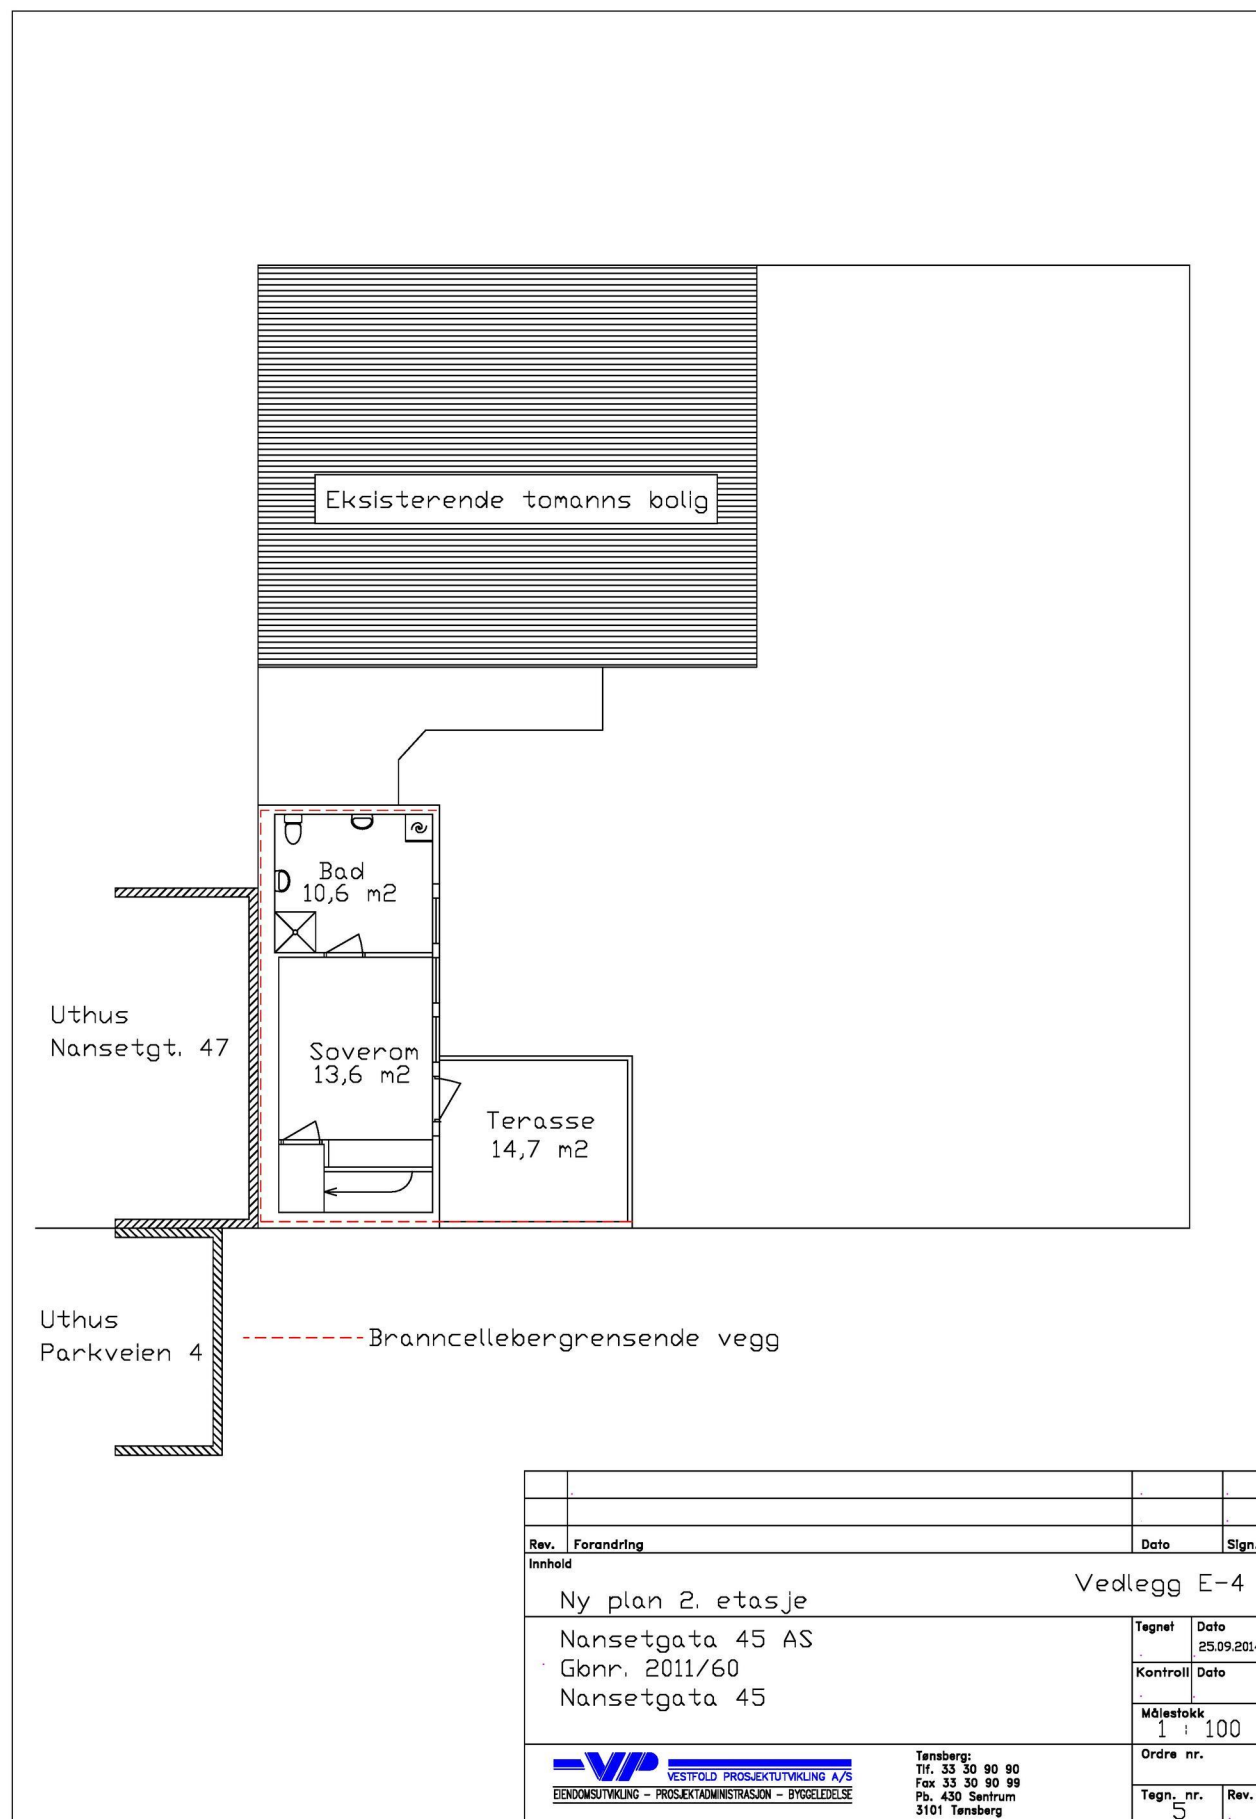 Eksisterende tomanns bolig
Bad
10,6 m2
Uthus
Nansetgt. 47
Soverom
13,6 m2
Terasse
14,7 m2
Uthus
Parkveien 4
Branncellebergrensende vegg
Rev. Forandring Dato Sign.
Innhold
Vedlegg E-4
Ny plan 2. etasje
Nansetgata 45 AS
Gbnr. 2011/60
Nansetgata 45
Tegnet Dato
25.09.2014
Kontroll Dato
Målestokk
1 : 100
Ordre nr.
Tegn. nr. Rev.
5
VP
VESTFOLD PROSJEKTUTVIKLING A/S
EIENDOMSUTVIKLING - PROSJEKTADMINISTRASJON - BYGGELEDELSE
Tønsberg:
Tlf. 33 30 90 90
Fax 33 30 90 99
Pb. 430 Sentrum
3101 Tønsberg